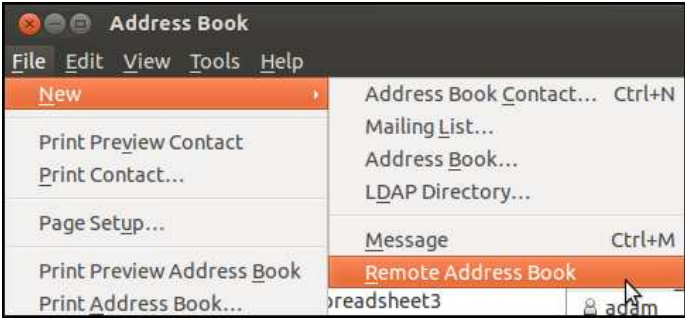 Address Book
File Edit View Tools Help
New
Print Preview Contact
Print Contact...
Page Setup...
Print Preview Address Book
Print Address Book...
Address Book Contact... Ctrl+N
Mailing List...
Address Book...
LDAP Directory...
Message Ctrl+M
Remote Address Book
preadsheet3
adam